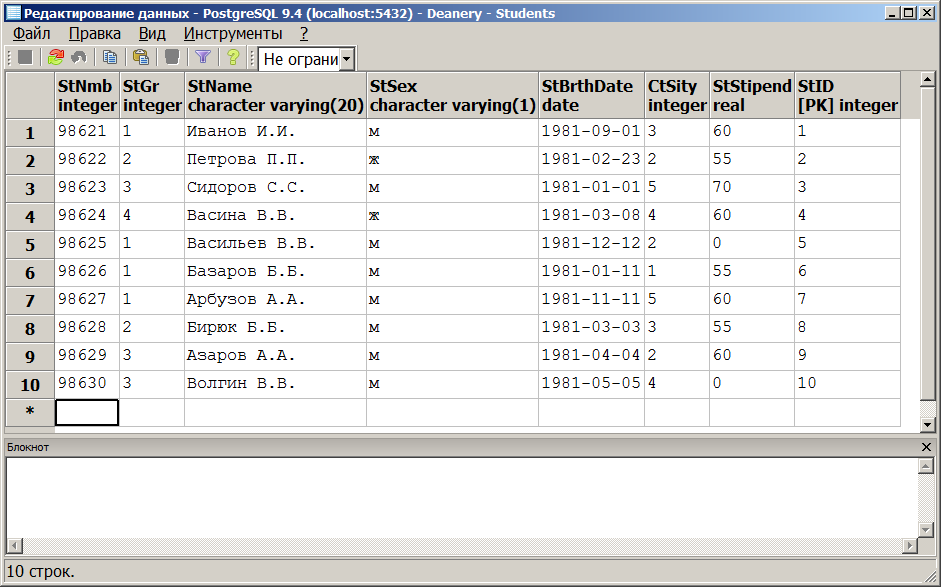 Редактирование данных - PostgreSQL 9.4 (localhost:5432) - Deanery - Students
Файл Правка Вид Инструменты ?
Не ограни
StNmb StGr StName StSex StBrthDate CtSity StStipend StID
integer integer character varying(20) character varying(1) date integer real [PK] integer
1 98621 1 Иванов И.И. м 1981-09-01 3 60 1
2 98622 2 Петрова П.П. ж 1981-02-23 2 55 2
3 98623 3 Сидоров С.С. м 1981-01-01 5 70 3
4 98624 4 Васина В.В. ж 1981-03-08 4 60 4
5 98625 1 Васильев В.В. м 1981-12-12 2 0 5
6 98626 1 Базаров Б.Б. м 1981-01-11 1 55 6
7 98627 1 Арбузов А.А. м 1981-11-11 5 60 7
8 98628 2 Бирюк Б.Б. м 1981-03-03 3 55 8
9 98629 3 Азаров А.А. м 1981-04-04 2 60 9
10 98630 3 Волгин В.В. м 1981-05-05 4 0 10
*
Блокнот
10 строк.